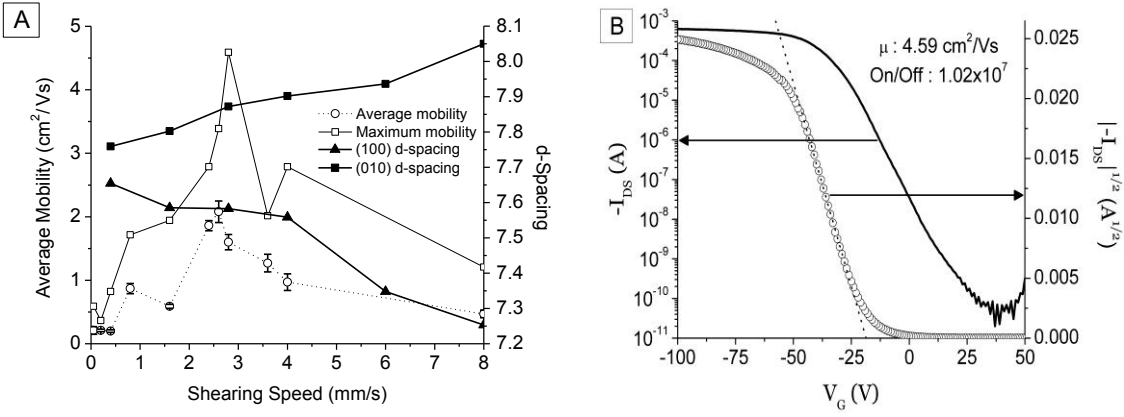 A
Average Mobility (cm²/Vs)
5
4
3
2
1
0
8.1
8.0
7.9
7.8
7.7
7.6
7.5
7.4
7.3
7.2
d-Spacing
Average mobility
Maximum mobility
(100) d-spacing
(010) d-spacing
0 1 2 3 4 5 6 7 8
Shearing Speed (mm/s)
B
-I_DS (A)
10⁻³
10⁻⁴
10⁻⁵
10⁻⁶
10⁻⁷
10⁻⁸
10⁻⁹
10⁻¹⁰
10⁻¹¹
μ : 4.59 cm²/Vs
On/Off : 1.02x10⁷
0.025
0.020
0.015
0.010
0.005
0.000
|-I_DS|^1/2 (A^1/2)
-100 -75 -50 -25 0 25 50
V_G (V)